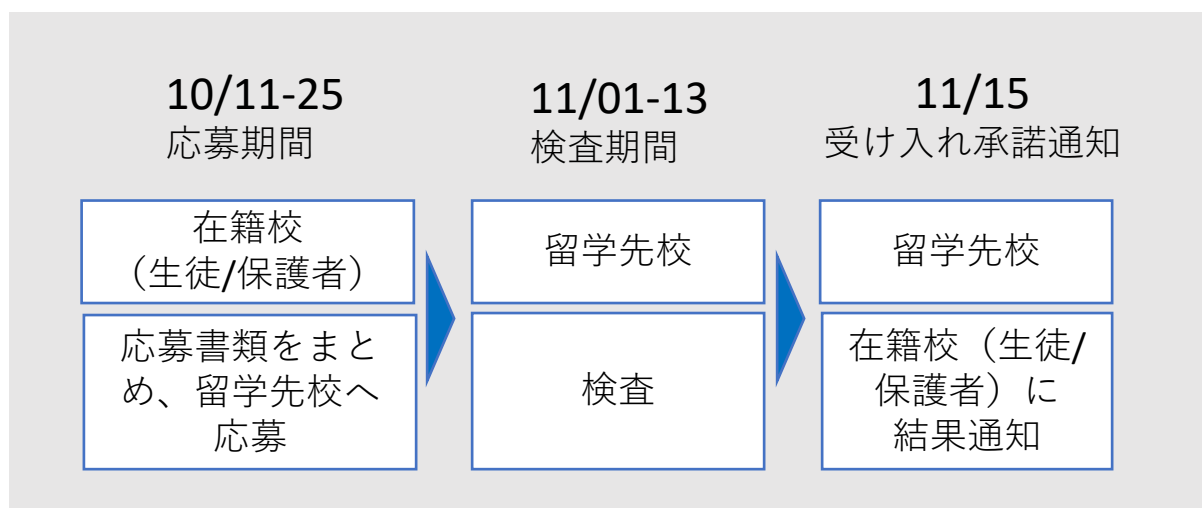 10/11-25
応募期間
11/01-13
検査期間
11/15
受け入れ承諾通知
在籍校
（生徒/保護者）
応募書類をまと
め、留学先校へ
応募
留学先校
検査
留学先校
在籍校（生徒/
保護者）に
結果通知